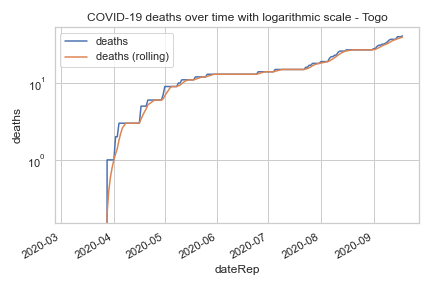 COVID-19 deaths over time with logarithmic scale - Togo
deaths
deaths (rolling)
10¹
10⁰
deaths
2020-03
2020-04
2020-05
2020-06
2020-07
2020-08
2020-09
dateRep